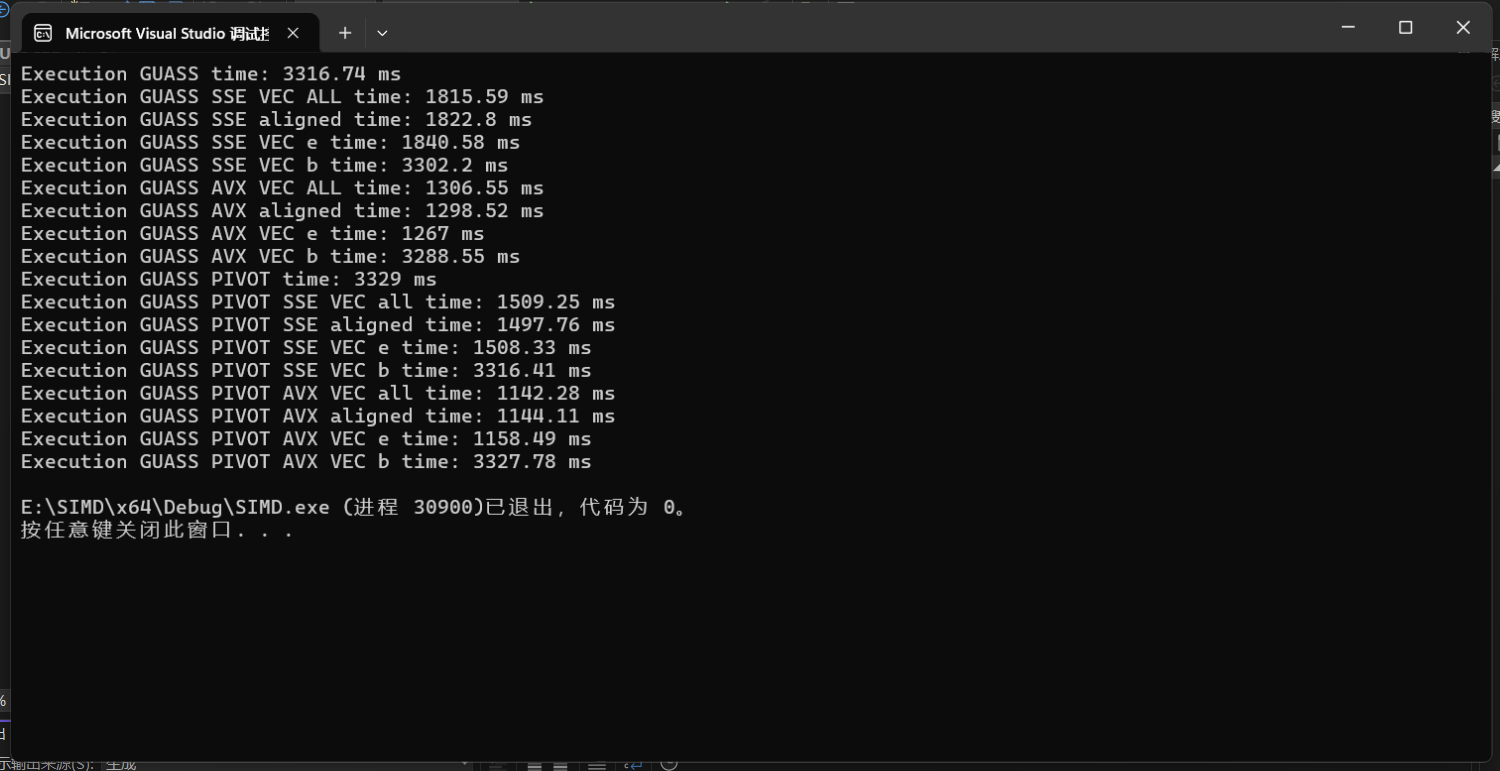 Microsoft Visual Studio 调试控
Execution GUASS time: 3316.74 ms
Execution GUASS SSE VEC ALL time: 1815.59 ms
Execution GUASS SSE aligned time: 1822.8 ms
Execution GUASS SSE VEC e time: 1840.58 ms
Execution GUASS SSE VEC b time: 3302.2 ms
Execution GUASS AVX VEC ALL time: 1306.55 ms
Execution GUASS AVX aligned time: 1298.52 ms
Execution GUASS AVX VEC e time: 1267 ms
Execution GUASS AVX VEC b time: 3288.55 ms
Execution GUASS PIVOT time: 3329 ms
Execution GUASS PIVOT SSE VEC all time: 1509.25 ms
Execution GUASS PIVOT SSE aligned time: 1497.76 ms
Execution GUASS PIVOT SSE VEC e time: 1508.33 ms
Execution GUASS PIVOT SSE VEC b time: 3316.41 ms
Execution GUASS PIVOT AVX VEC all time: 1142.28 ms
Execution GUASS PIVOT AVX aligned time: 1144.11 ms
Execution GUASS PIVOT AVX VEC e time: 1158.49 ms
Execution GUASS PIVOT AVX VEC b time: 3327.78 ms
E:\SIMD\x64\Debug\SIMD.exe (进程 30900)已退出，代码为 0。
按任意键关闭此窗口. . .
示输出来源(S): 生成